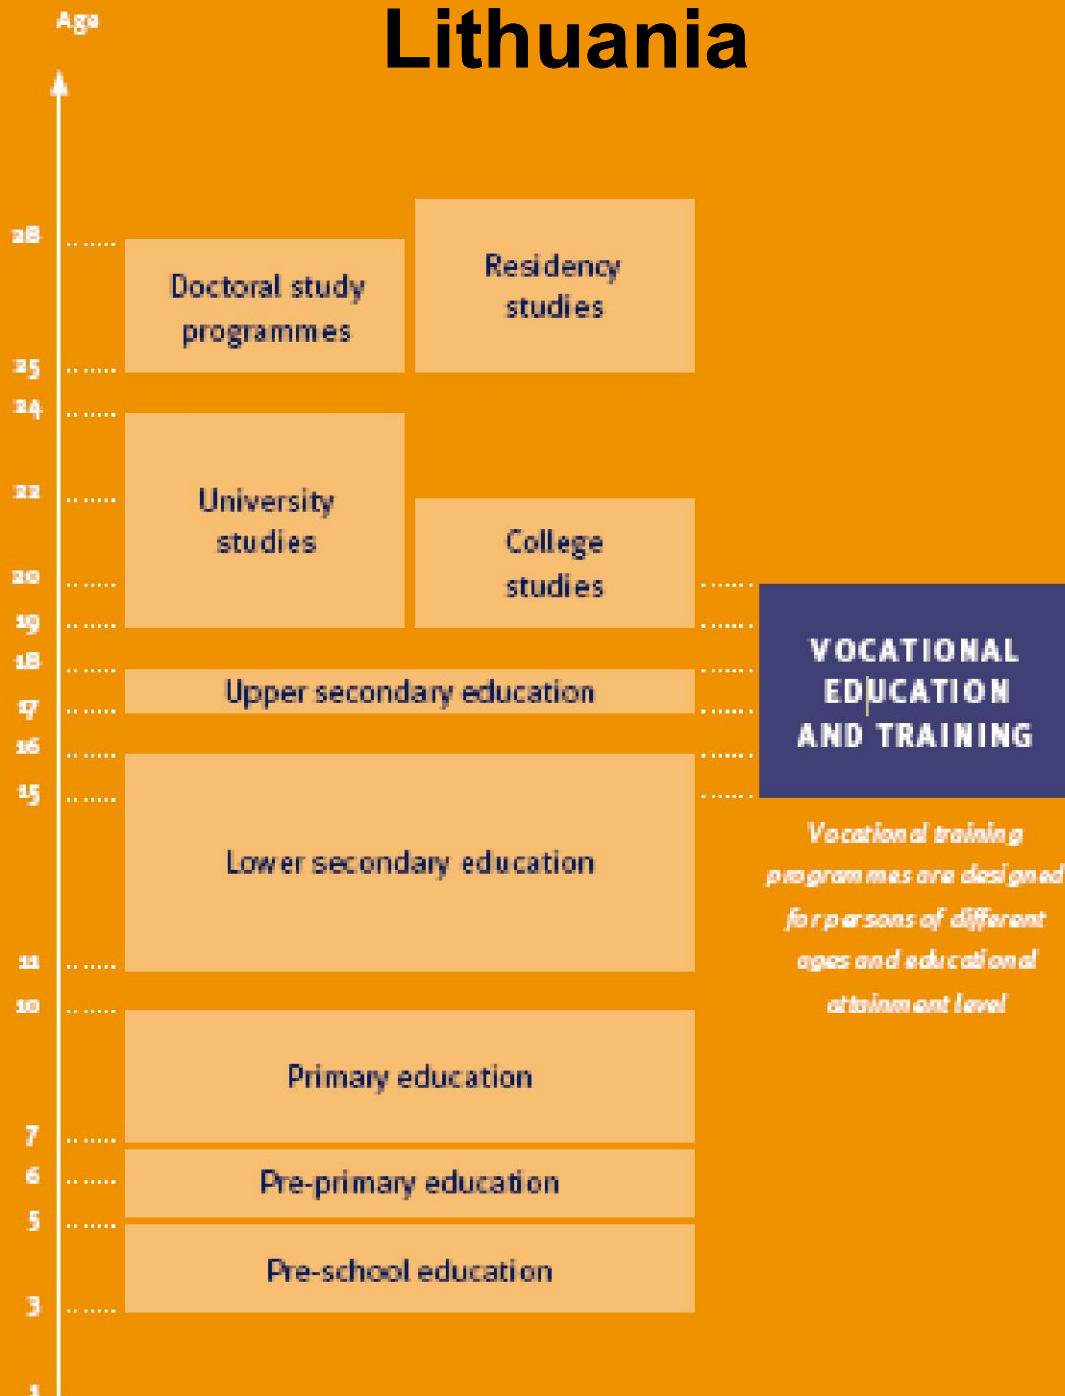 Lithuania
Age
28
25
24
22
20
19
18
17
16
15
11
10
7
6
5
3
1
Doctoral study
programmes
Residency
studies
University
studies
College
studies
Upper secondary education
Lower secondary education
Primary education
Pre-primary education
Pre-school education
VOCATIONAL
EDUCATION
AND TRAINING
Vocational training
programmes are designed
for persons of different
ages and educational
attainment level